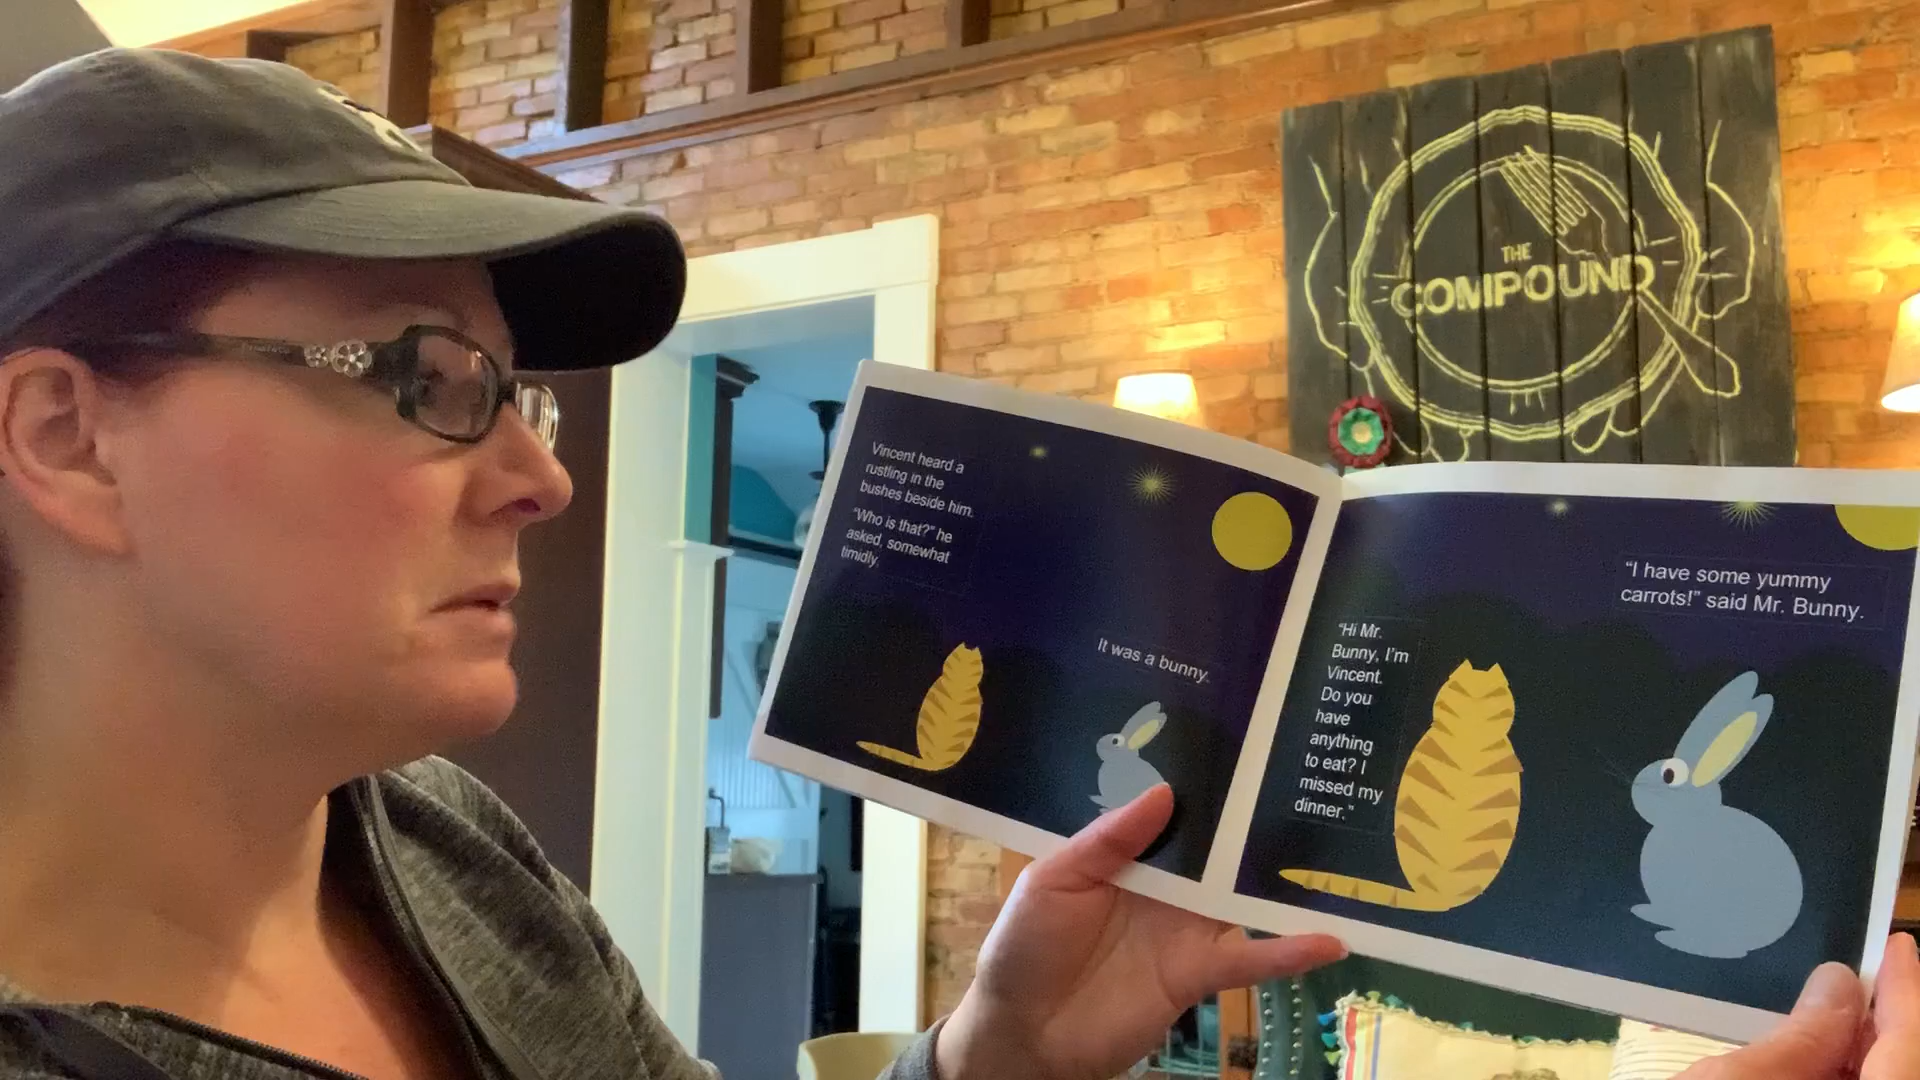 THE
COMPOUND
Vincent heard a
rustling in the
bushes beside him.
"Who is that?" he
asked, somewhat
timidly.
It was a bunny.
"Hi Mr.
Bunny, I'm
Vincent.
Do you
have
anything
to eat? I
missed my
dinner."
"I have some yummy
carrots!" said Mr. Bunny.